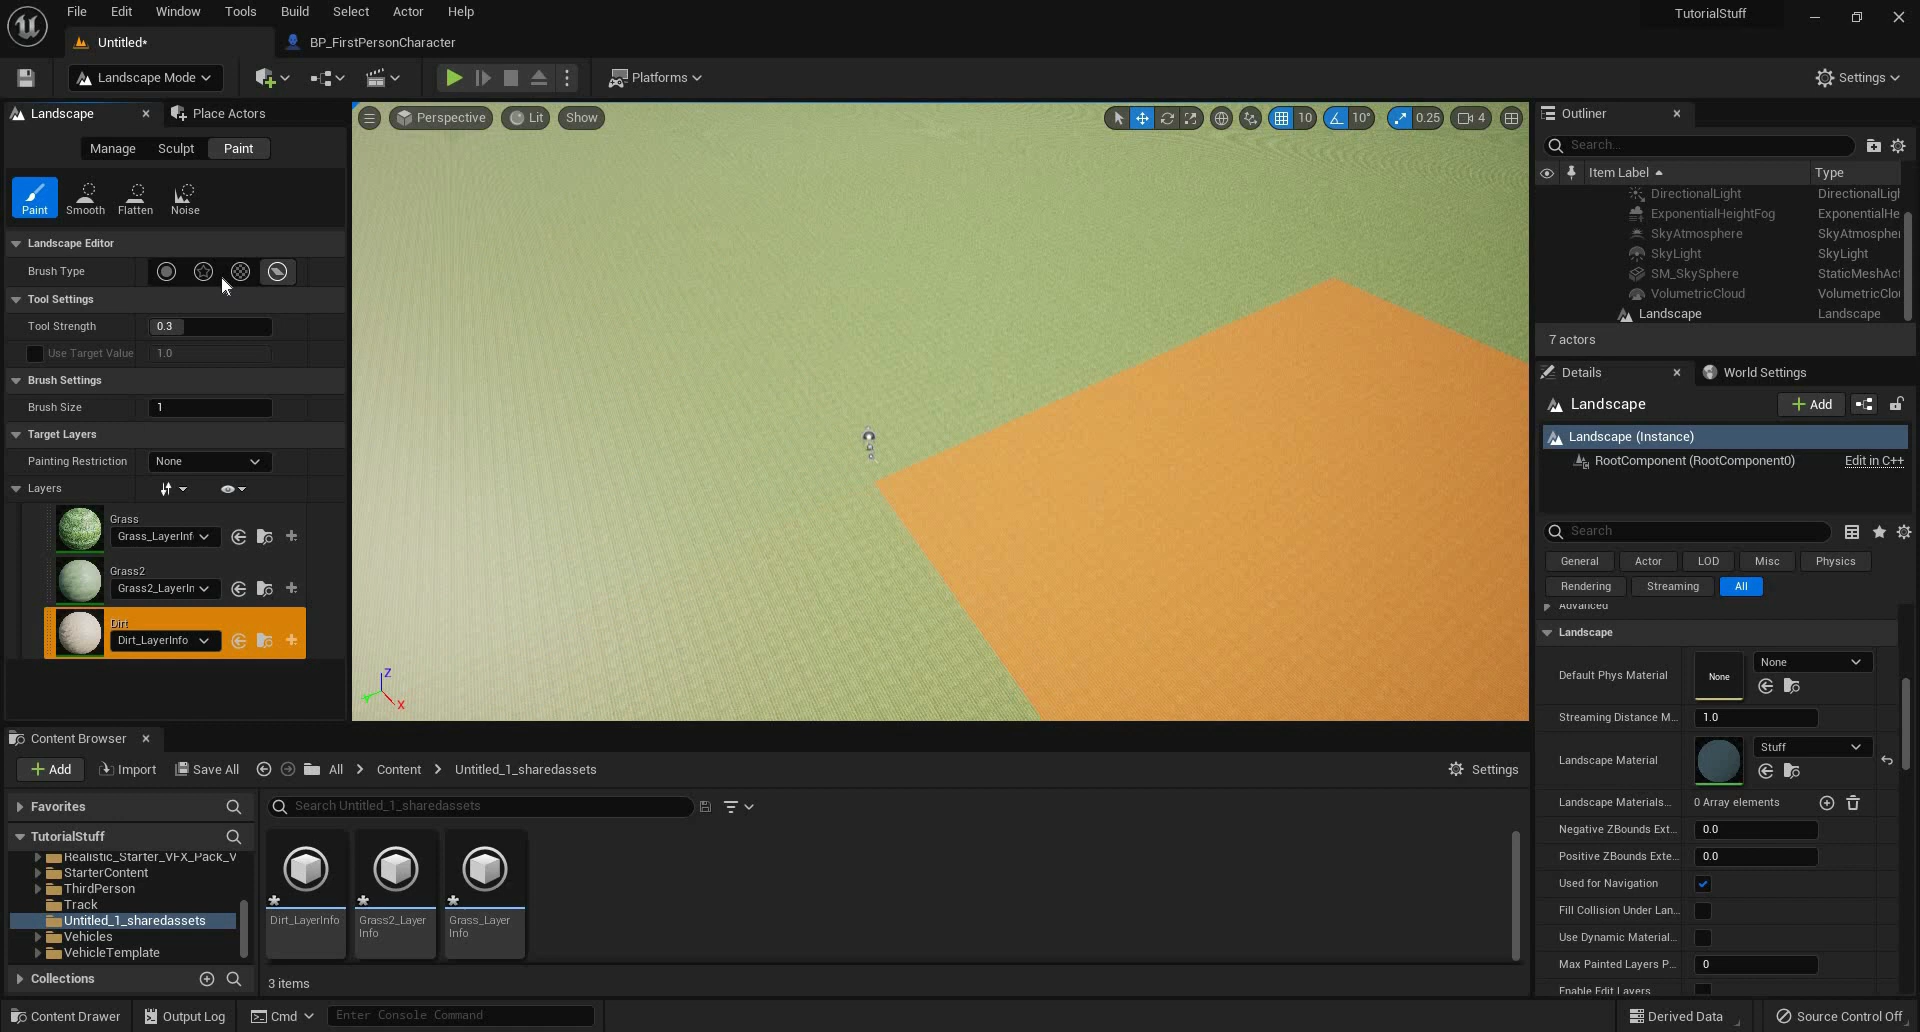 File Edit Window Tools Build Select Actor Help
TutorialStuff
Untitled*
BP_FirstPersonCharacter
Landscape Mode
Platforms
Settings
Landscape
Place Actors
Manage Sculpt Paint
Paint Smooth Flatten Noise
Landscape Editor
Brush Type
Tool Settings
Tool Strength 0.3
Use Target Value 1.0
Brush Settings
Brush Size 1
Target Layers
Painting Restriction None
Layers
Grass
Grass_LayerInf
Grass2
Grass2_LayerIn
Dirt
Dirt_LayerInfo
Perspective Lit Show
10 10° 0.25 4
Z
X
Outliner
Search...
Item Label Type
DirectionalLight DirectionalLigh
ExponentialHeightFog ExponentialHe
SkyAtmosphere SkyAtmospher
SkyLight SkyLight
SM_SkySphere StaticMeshAct
VolumetricCloud VolumetricClou
Landscape Landscape
7 actors
Details
World Settings
Landscape
Add
Landscape (Instance)
RootComponent (RootComponent0) Edit in C++
Search
General Actor LOD Misc Physics
Rendering Streaming All
Advanced
Landscape
Default Phys Material None None
Streaming Distance M... 1.0
Landscape Material Stuff
Landscape Materials... 0 Array elements
Negative ZBounds Ext... 0.0
Positive ZBounds Exte... 0.0
Used for Navigation
Fill Collision Under Lan...
Use Dynamic Material...
Max Painted Layers P... 0
Enable Edit Layers
Content Browser
Add Import Save All All Content Untitled_1_sharedassets Settings
Favorites
Search Untitled_1_sharedassets
TutorialStuff
Realistic_Starter_VFX_Pack_V
StarterContent
ThirdPerson
Track
Untitled_1_sharedassets
Vehicles
VehicleTemplate
Collections
Dirt_LayerInfo
Grass2_Layer
Info
Grass_Layer
Info
3 items
Content Drawer Output Log Cmd Enter Console Command Derived Data Source Control Off